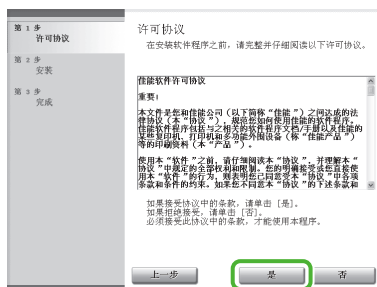 第 1 步
许可协议
第 2 步
安装
第 3 步
完成
许可协议
在安装软件程序之前，请完整并仔细阅读以下许可协议。
佳能软件许可协议
重要：
本文件是您和佳能公司（以下简称“佳能”）之间达成的法
律协议（本“协议”），规范您如何使用佳能的软件程序。
佳能软件程序包括与之相关的软件程序文档/手册以及佳能的
某些复印机、打印机和多功能外围设备（称“佳能产品”）
等的印刷资料（本“产品”）。
使用本“软件”之前，请仔细阅读本“协议”，并理解本“
协议”中规定的全部权利和限制。您的明确接受或您直接使
用本“软件”的行为，则表明您已同意受本“协议”中各项
条款和条件的约束。如果您不同意本“协议”的下述条款和
如果接受协议中的条款，请单击 [是]。
如果拒绝接受，请单击 [否]。
必须接受此协议中的条款，才能使用本程序。
上一步
是
否